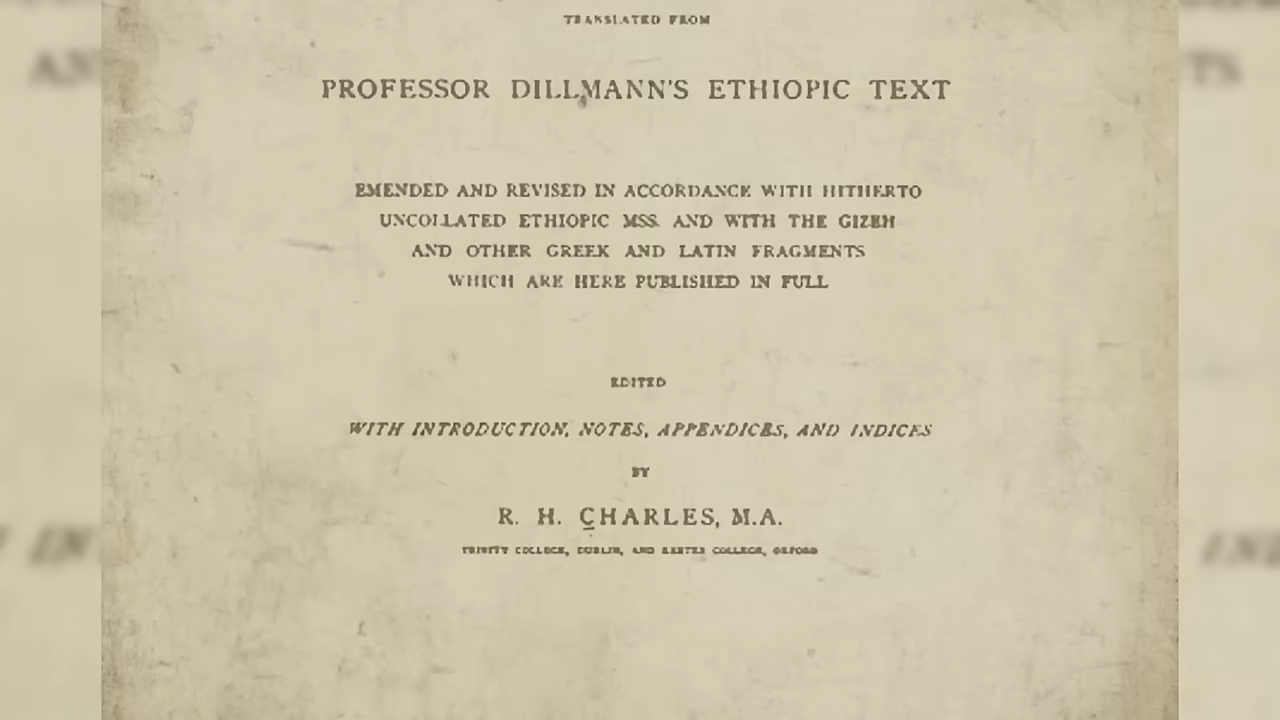 TRANSLATED FROM
PROFESSOR DILLMANN'S ETHIOPIC TEXT
EMENDED AND REVISED IN ACCORDANCE WITH HITHERTO
UNCOLLATED ETHIOPIC MSS. AND WITH THE GIZEH
AND OTHER GREEK AND LATIN FRAGMENTS
WHICH ARE HERE PUBLISHED IN FULL
EDITED
WITH INTRODUCTION, NOTES, APPENDICES, AND INDICES
BY
R. H. CHARLES, M.A.
TRINITY COLLEGE, DUBLIN, AND EXETER COLLEGE, OXFORD